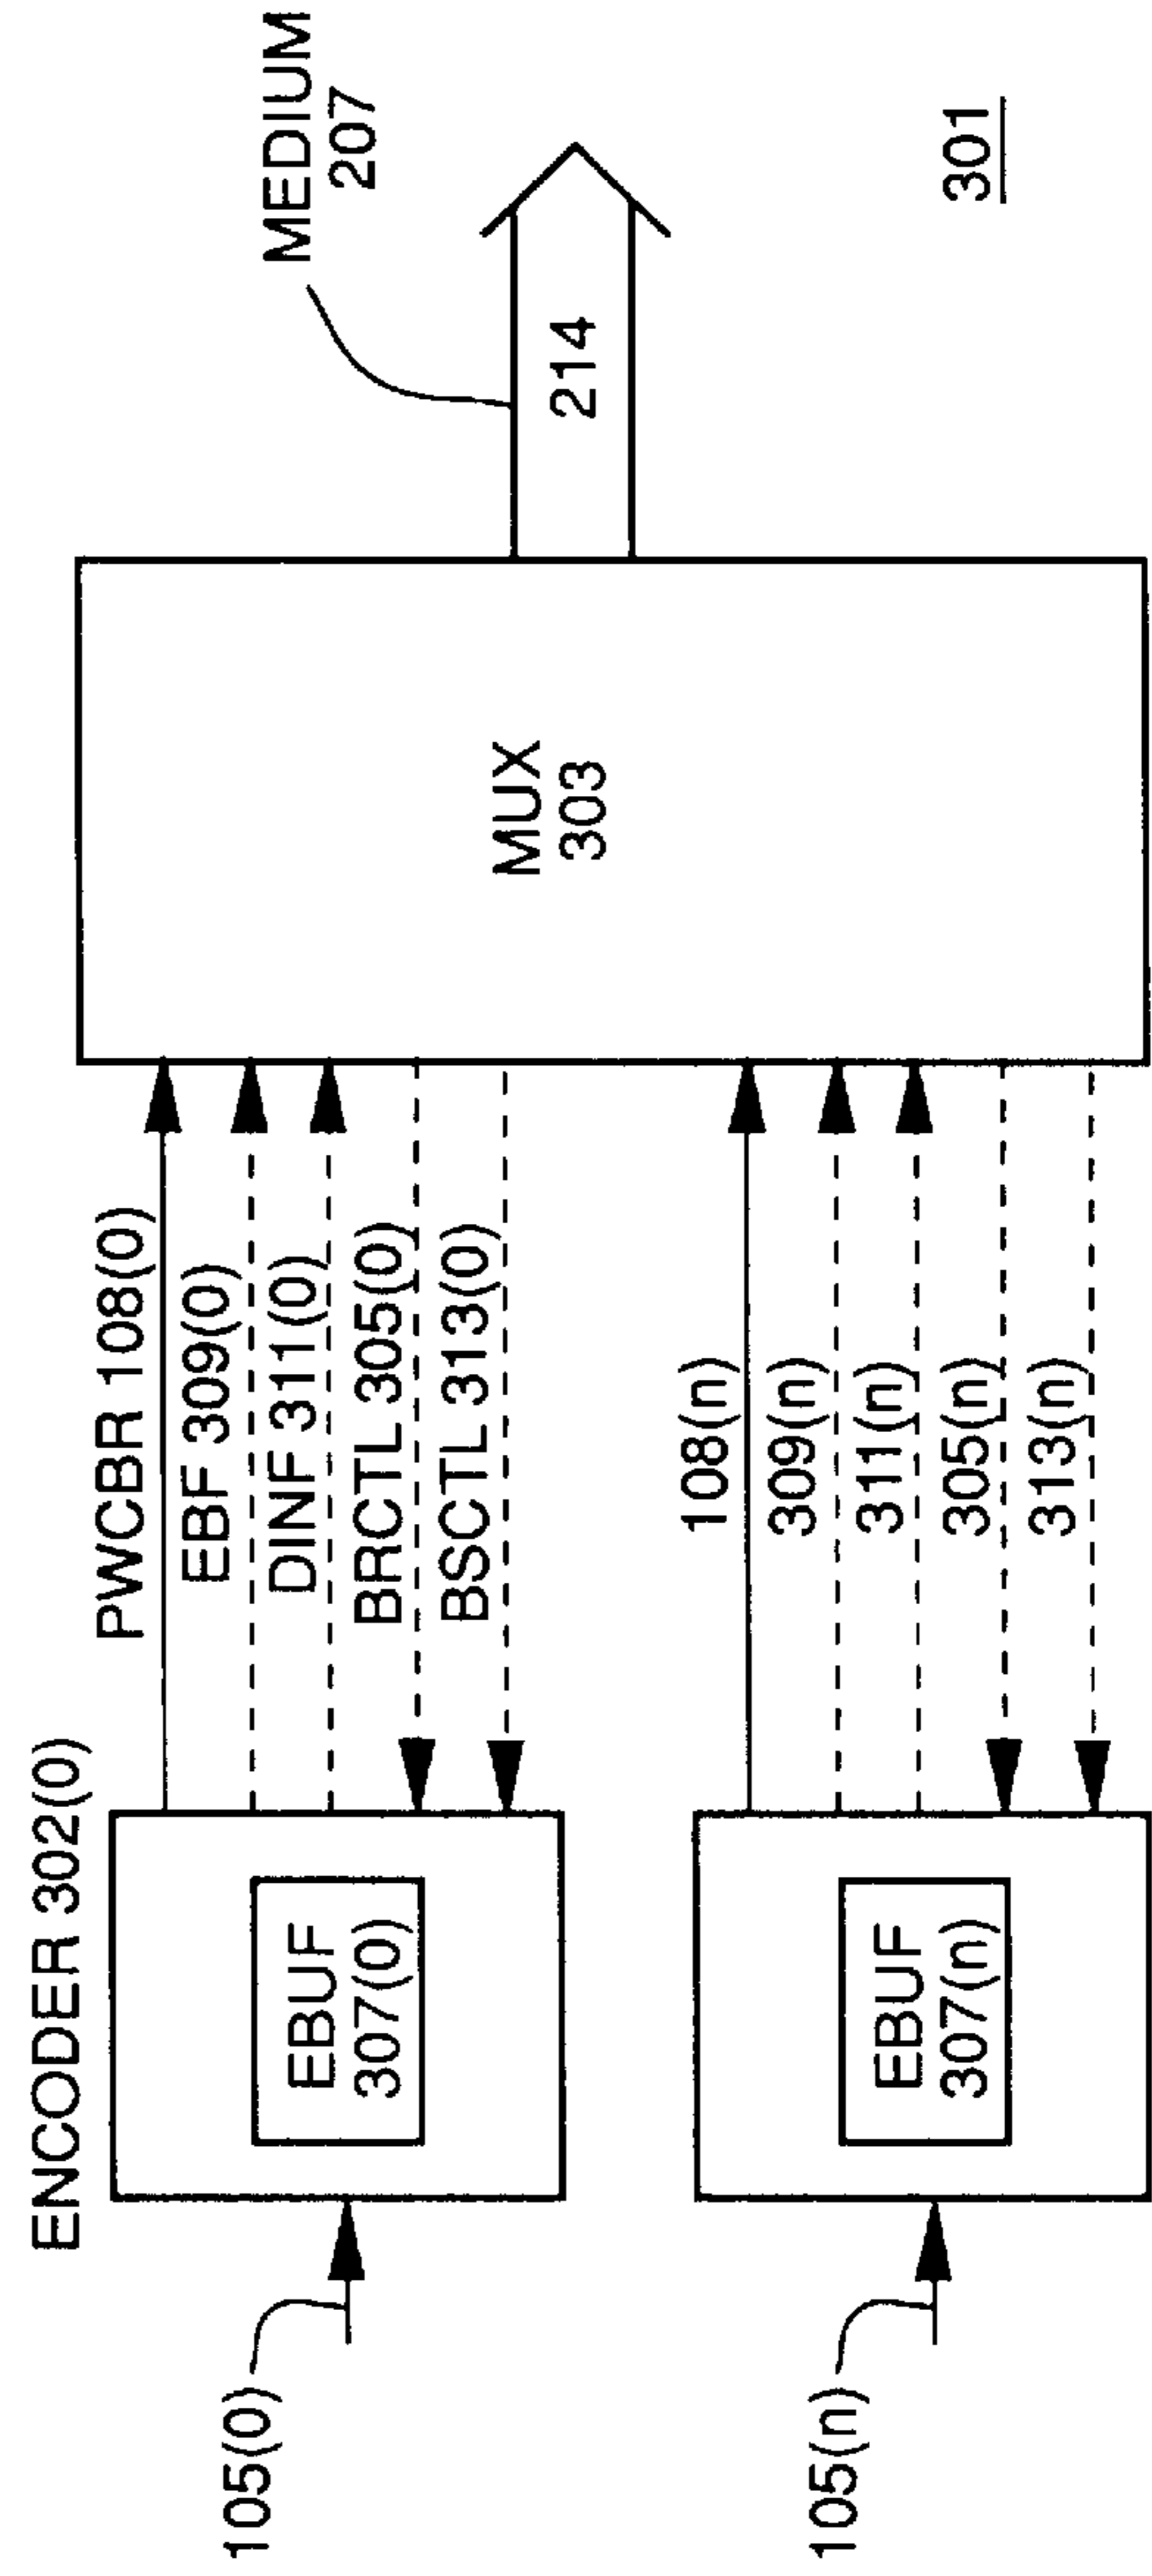 ENCODER 302(0)
105(0)
EBUF
307(0)
PWCBR 108(0)
EBF 309(0)
DINF 311(0)
BRCTL 305(0)
BSCTL 313(0)
MUX
303
MEDIUM
207
214
105(n)
EBUF
307(n)
108(n)
309(n)
311(n)
305(n)
313(n)
301